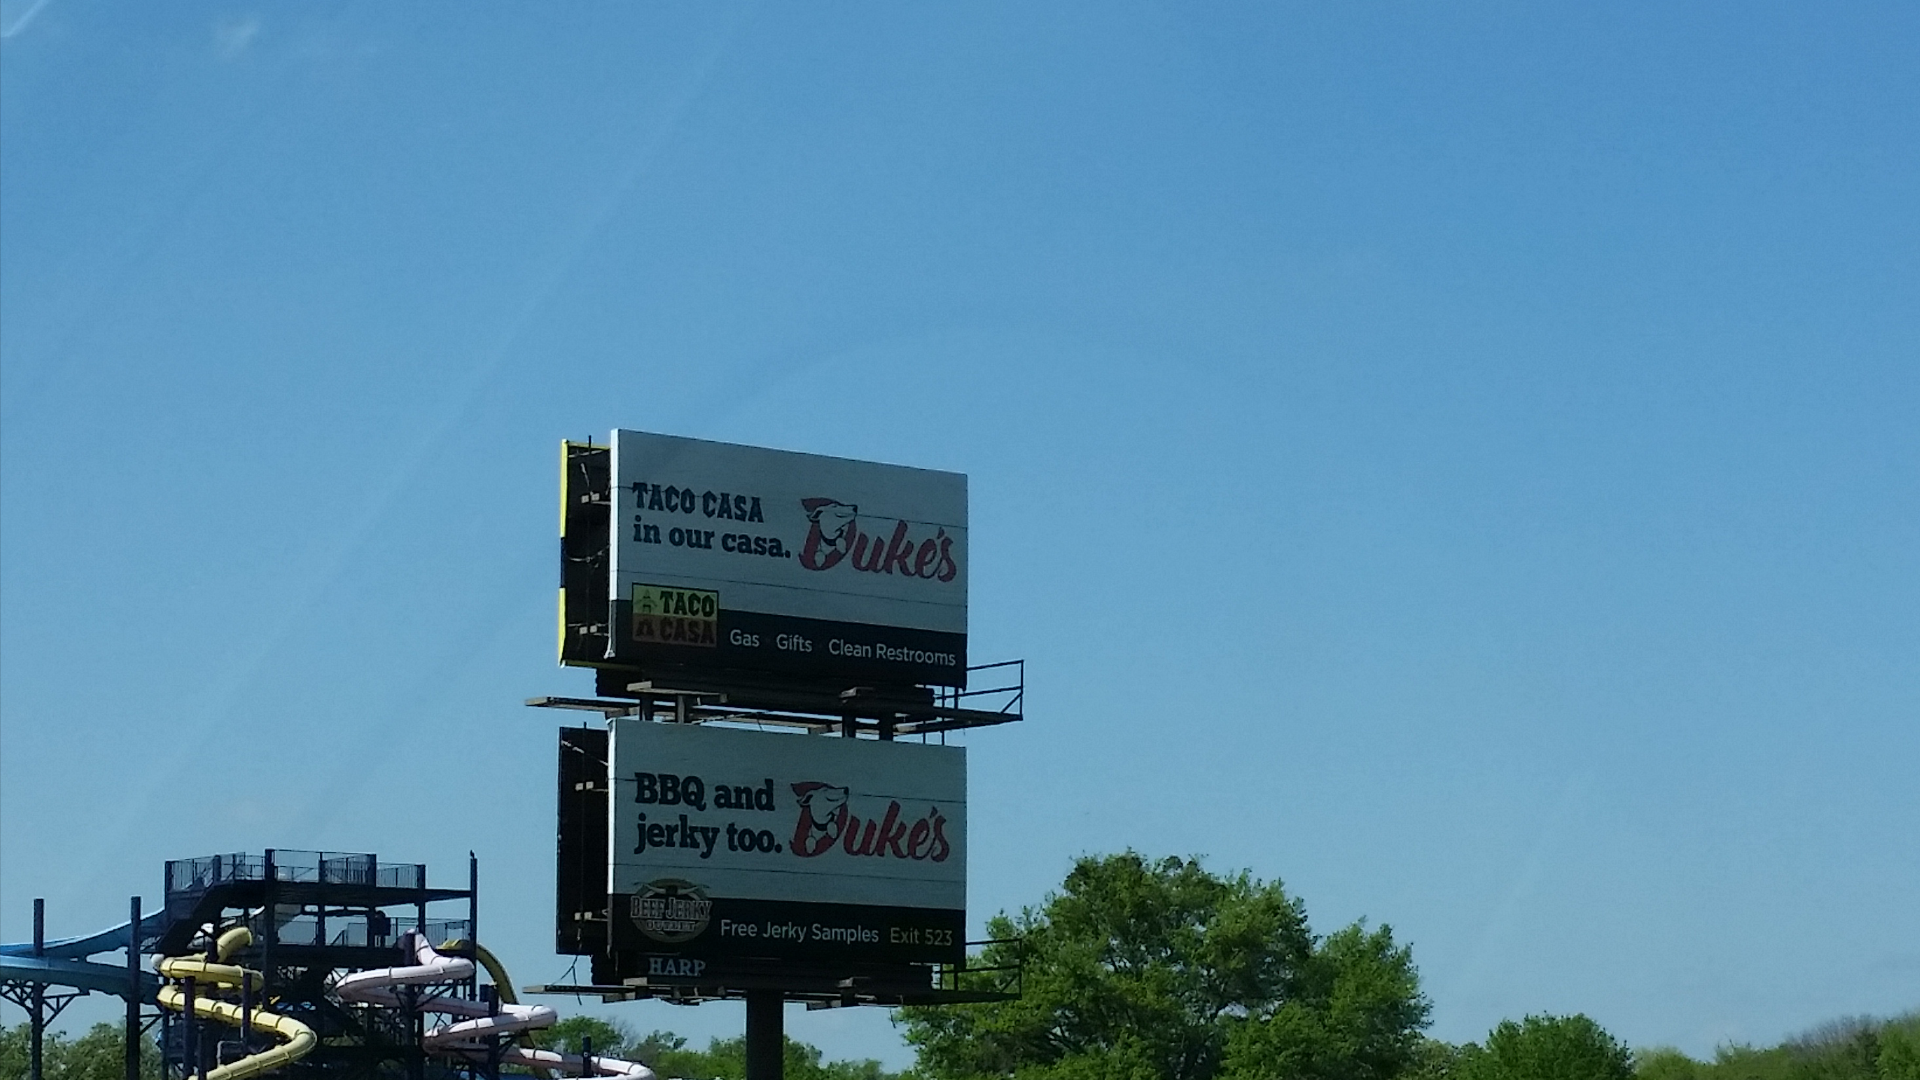 TACO CASA
in our casa.
Duke's
TACO
CASA
Gas Gifts Clean Restrooms
BBQ and
jerky too.
Duke's
BEEF JERKY
OUTLET
Free Jerky Samples Exit 523
HARP